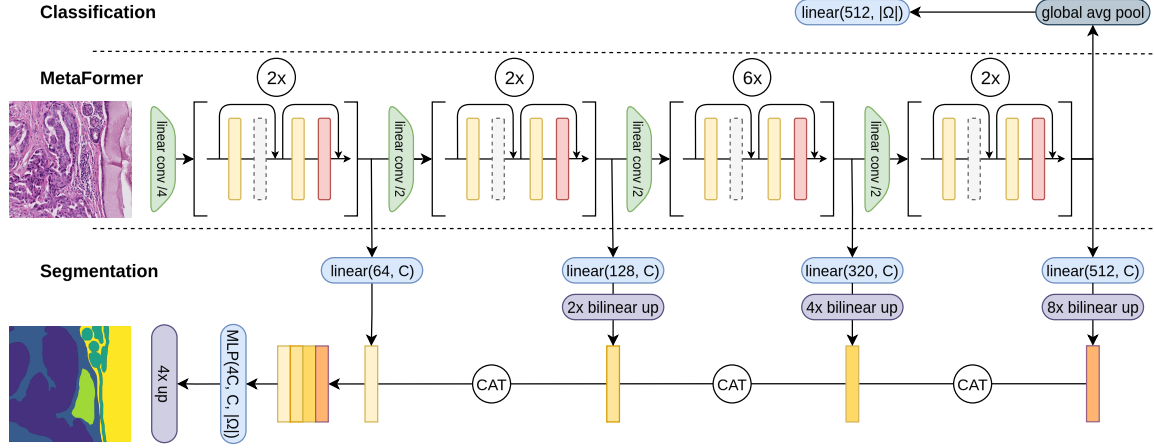 Classification
linear(512, |Ω|)
global avg pool
MetaFormer
2x
2x
6x
2x
linear conv /4
linear conv /2
linear conv /2
linear conv /2
Segmentation
linear(64, C)
linear(128, C)
linear(320, C)
linear(512, C)
2x bilinear up
4x bilinear up
8x bilinear up
4x up
MLP(4C, C, |Ω|)
CAT
CAT
CAT